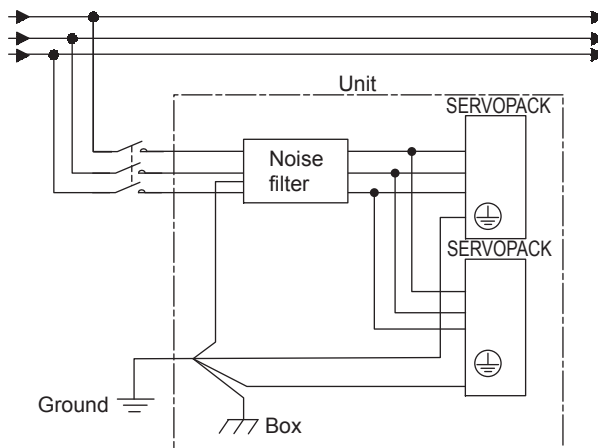 Unit
SERVOPACK
Noise
filter
SERVOPACK
Ground
Box